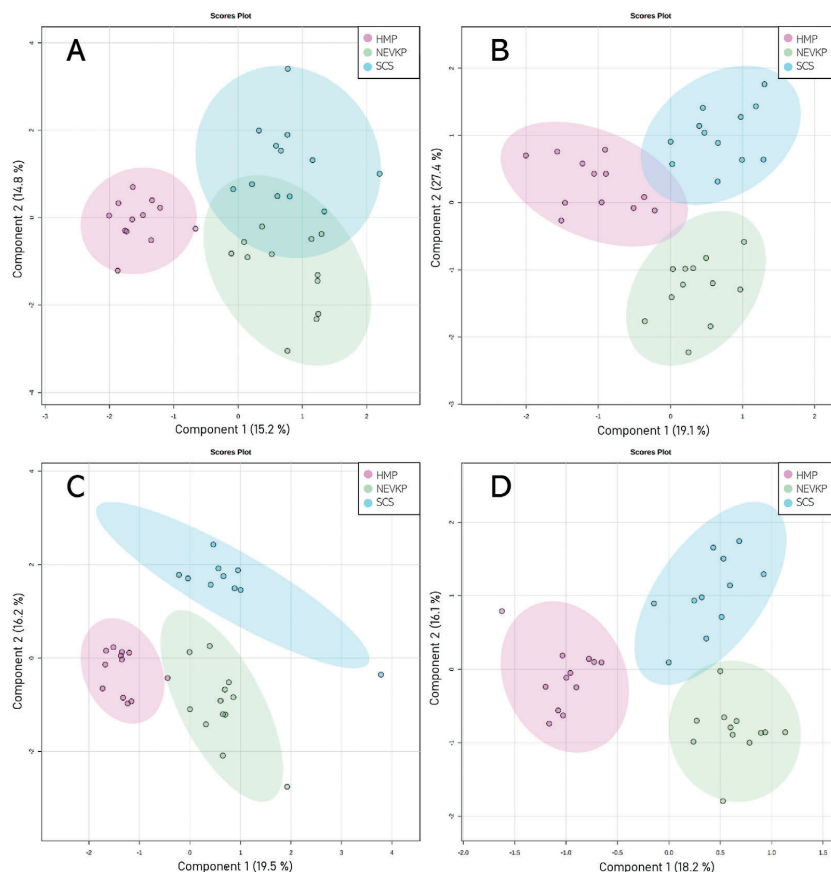 Scores Plot
A
HMP
NEVKP
SCS
Component 2 (14.8 %)
4
2
0
-2
-4
-3
-2
-1
0
1
2
Component 1 (15.2 %)
Scores Plot
B
HMP
NEVKP
SCS
Component 2 (27.4 %)
2
1
0
-1
-2
-3
-2
-1
0
1
2
Component 1 (19.1 %)
Scores Plot
C
HMP
NEVKP
SCS
Component 2 (16.2 %)
4
2
0
-2
-2
-1
0
1
2
3
4
Component 1 (19.5 %)
Scores Plot
D
HMP
NEVKP
SCS
Component 2 (16.1 %)
2
1
0
-1
-2
-2.0
-1.0
-0.5
0.0
0.5
1.0
1.5
Component 1 (18.2 %)